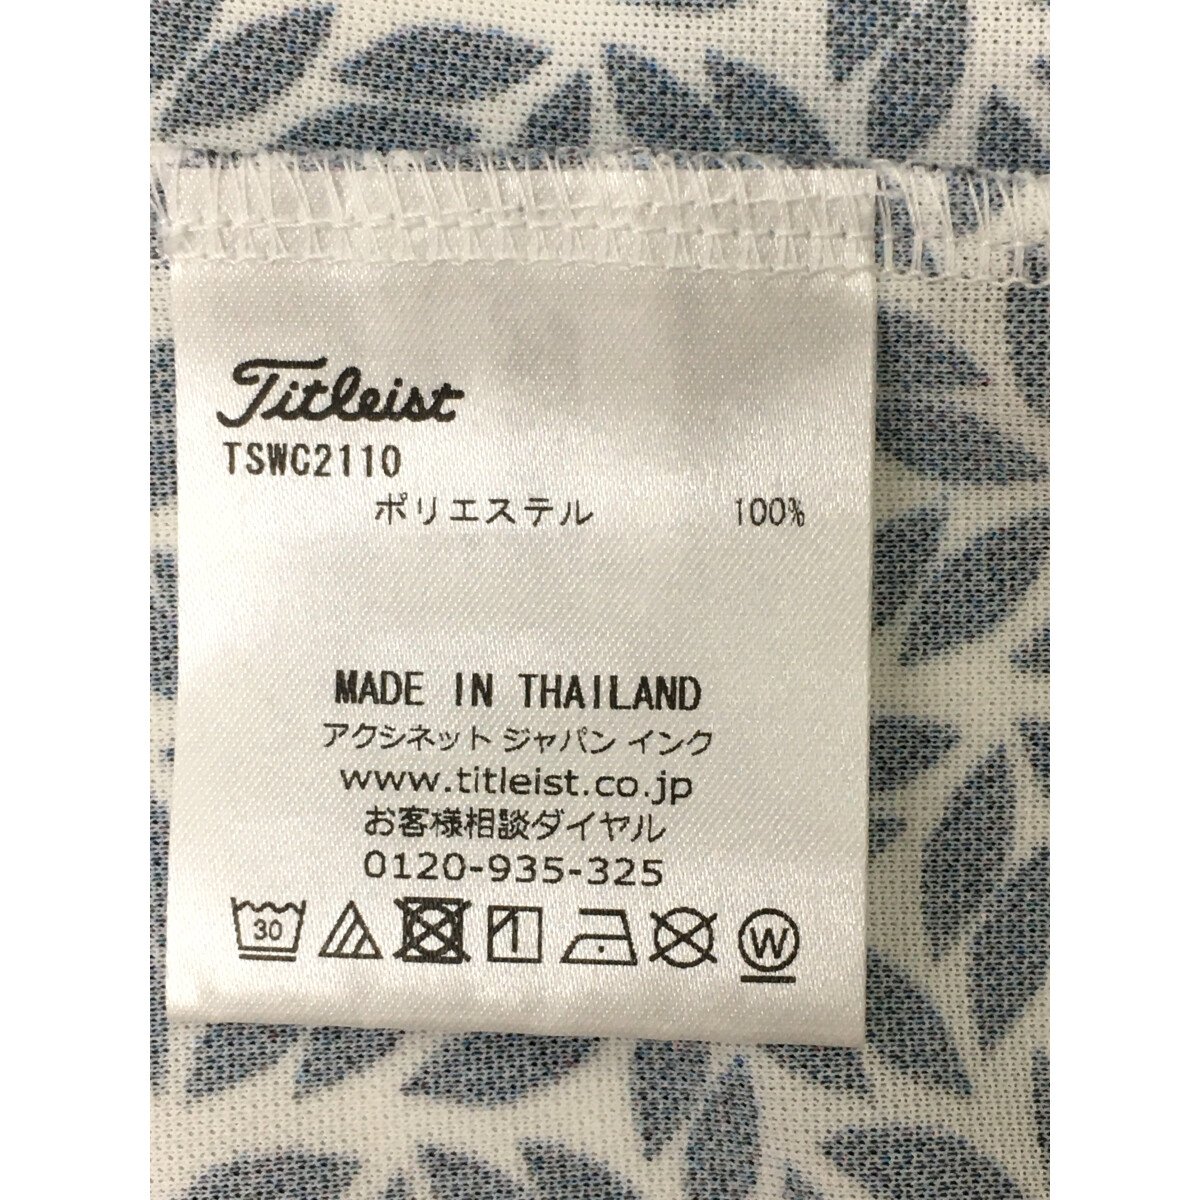 Titleist
TSWC2110
ポリエステル 100%
MADE IN THAILAND
アクシネット ジャパン インク
www.titleist.co.jp
お客様相談ダイヤル
0120-935-325
30 W